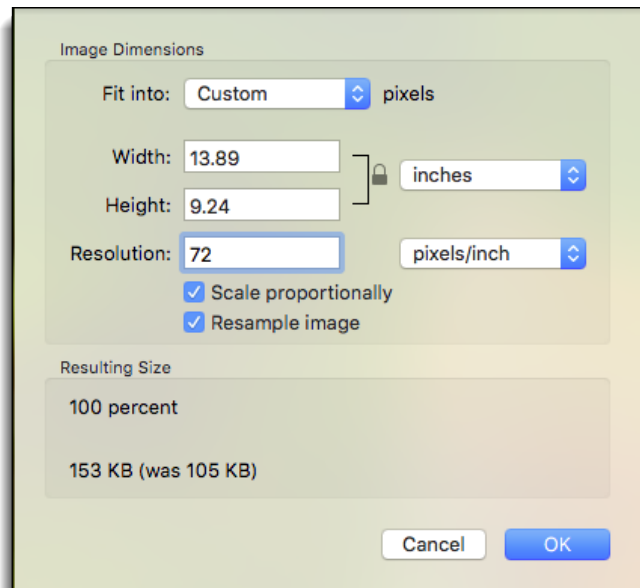 Image Dimensions
Fit into: Custom pixels
Width: 13.89
inches
Height: 9.24
Resolution: 72 pixels/inch
Scale proportionally
Resample image
Resulting Size
100 percent
153 KB (was 105 KB)
Cancel OK